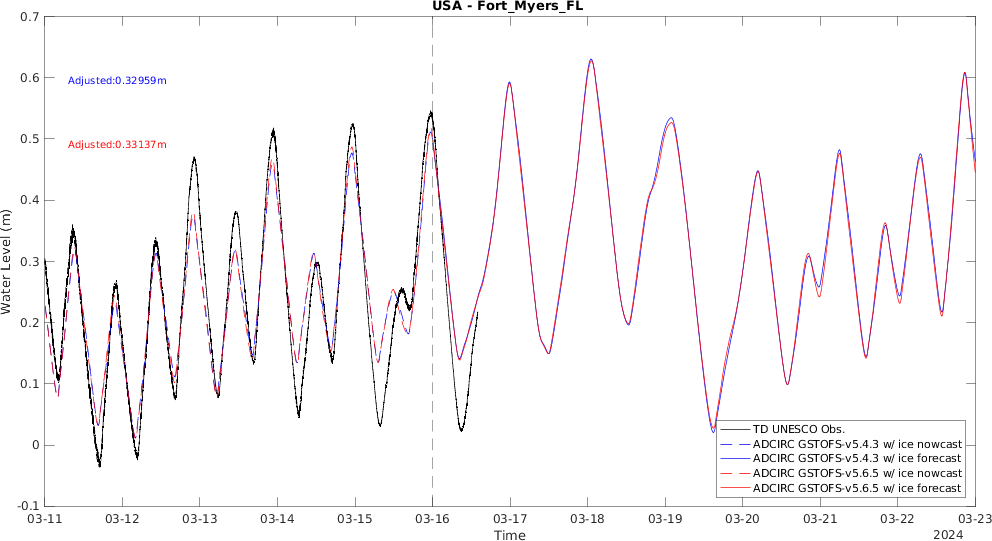 USA - Fort_Myers_FL
0.7
0.6
0.5
0.4
0.3
0.2
0.1
0
-0.1
Water Level (m)
Adjusted:0.32959m
Adjusted:0.33137m
TD UNESCO Obs.
ADCIRC GSTOFS-v5.4.3 w/ ice nowcast
ADCIRC GSTOFS-v5.4.3 w/ ice forecast
ADCIRC GSTOFS-v5.6.5 w/ ice nowcast
ADCIRC GSTOFS-v5.6.5 w/ ice forecast
03-11 03-12 03-13 03-14 03-15 03-16 03-17 03-18 03-19 03-20 03-21 03-22 03-23
Time
2024